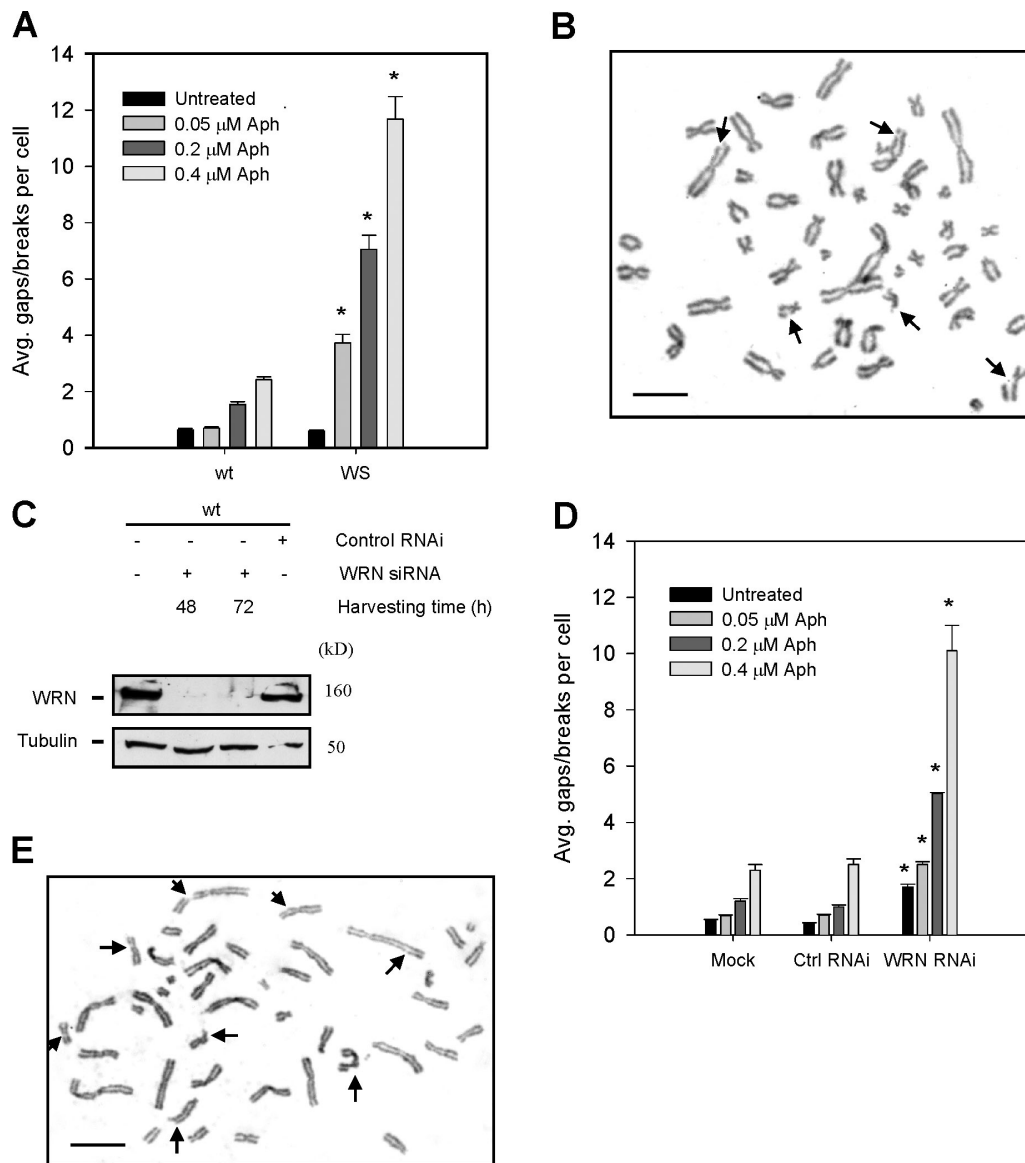 A
14
12
10
8
6
4
2
0
Avg. gaps/breaks per cell
Untreated
0.05 μM Aph
0.2 μM Aph
0.4 μM Aph
*
*
*
wt
WS
B
C
wt
- - - + Control RNAi
- + + - WRN siRNA
48 72 Harvesting time (h)
(kD)
WRN 160
Tubulin 50
D
14
12
10
8
6
4
2
0
Avg. gaps/breaks per cell
Untreated
0.05 μM Aph
0.2 μM Aph
0.4 μM Aph
*
*
*
*
Mock
Ctrl RNAi
WRN RNAi
E